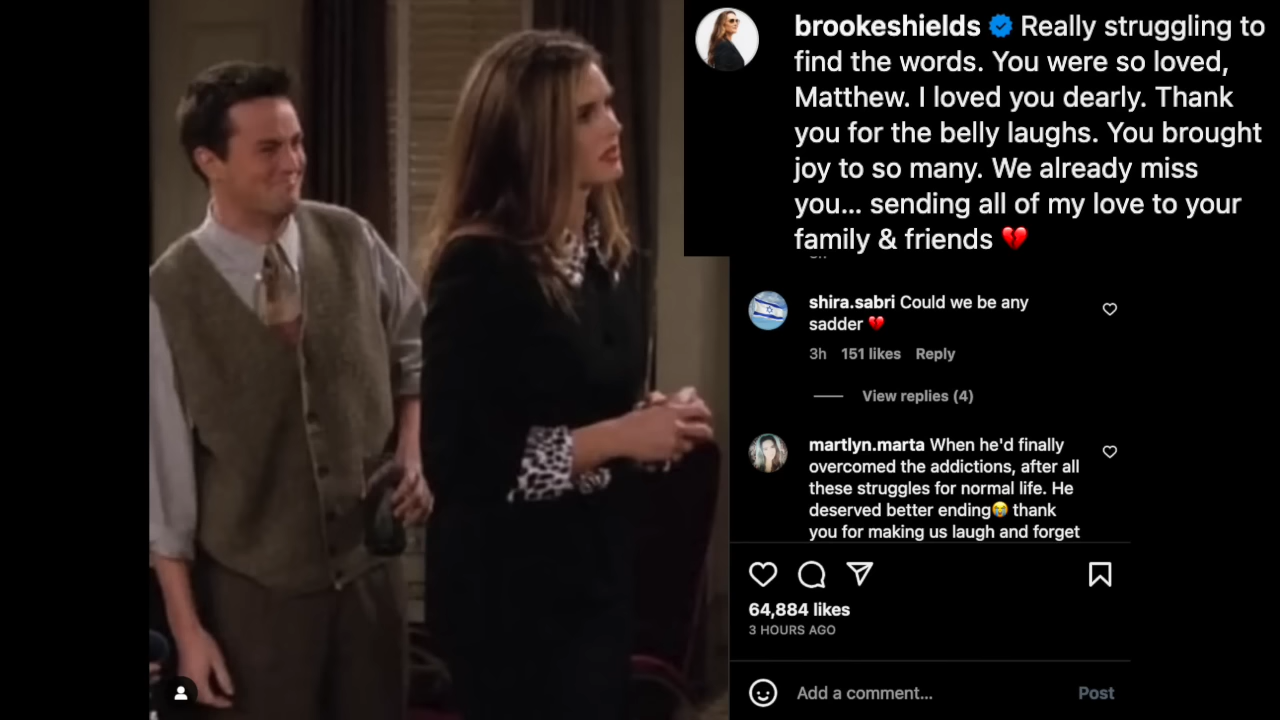 brookeshields Really struggling to
find the words. You were so loved,
Matthew. I loved you dearly. Thank
you for the belly laughs. You brought
joy to so many. We already miss
you... sending all of my love to your
family & friends 💔
shira.sabri Could we be any
sadder 💔
3h 151 likes Reply
View replies (4)
martlyn.marta When he'd finally
overcomed the addictions, after all
these struggles for normal life. He
deserved better ending😭 thank
you for making us laugh and forget
64,884 likes
3 HOURS AGO
Add a comment... Post